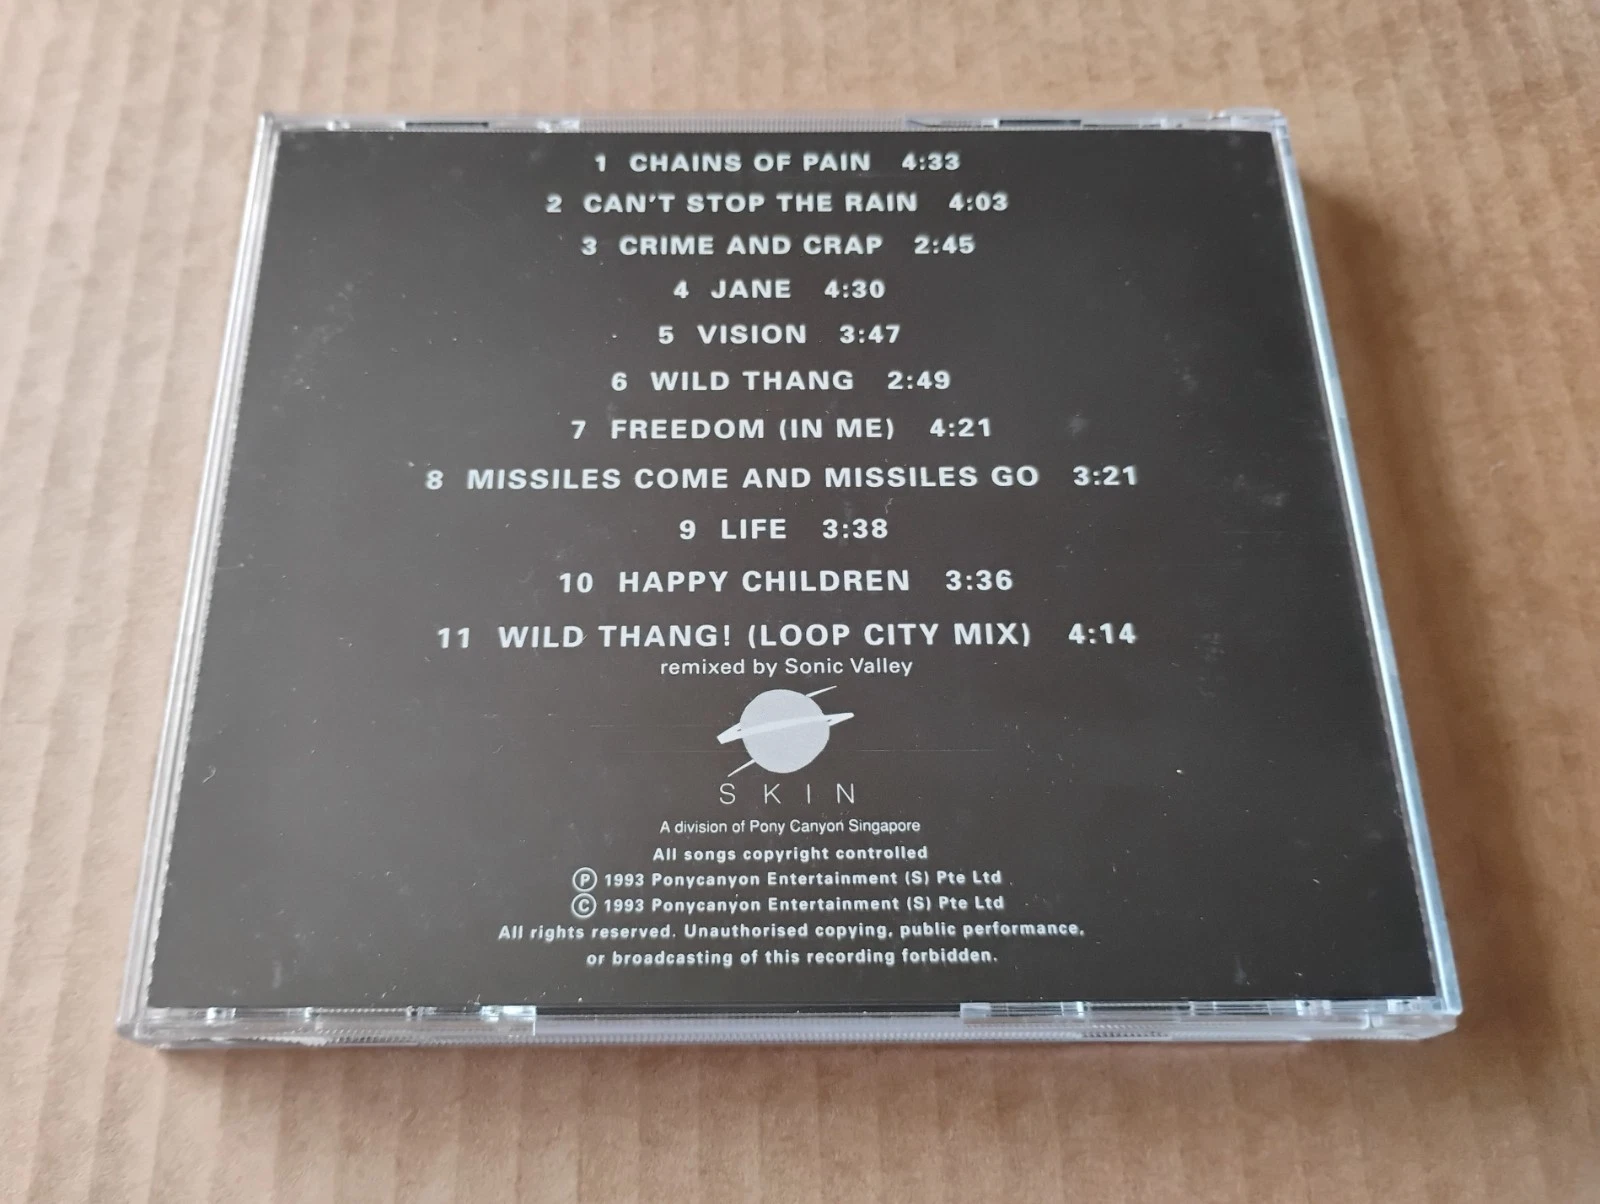 1 CHAINS OF PAIN 4:33
2 CAN'T STOP THE RAIN 4:03
3 CRIME AND CRAP 2:45
4 JANE 4:30
5 VISION 3:47
6 WILD THANG 2:49
7 FREEDOM (IN ME) 4:21
8 MISSILES COME AND MISSILES GO 3:21
9 LIFE 3:38
10 HAPPY CHILDREN 3:36
11 WILD THANG! (LOOP CITY MIX) 4:14
remixed by Sonic Valley
SKIN
A division of Pony Canyon Singapore
All songs copyright controlled
Ⓟ 1993 Ponycanyon Entertainment (S) Pte Ltd
© 1993 Ponycanyon Entertainment (S) Pte Ltd
All rights reserved. Unauthorised copying, public performance,
or broadcasting of this recording forbidden.